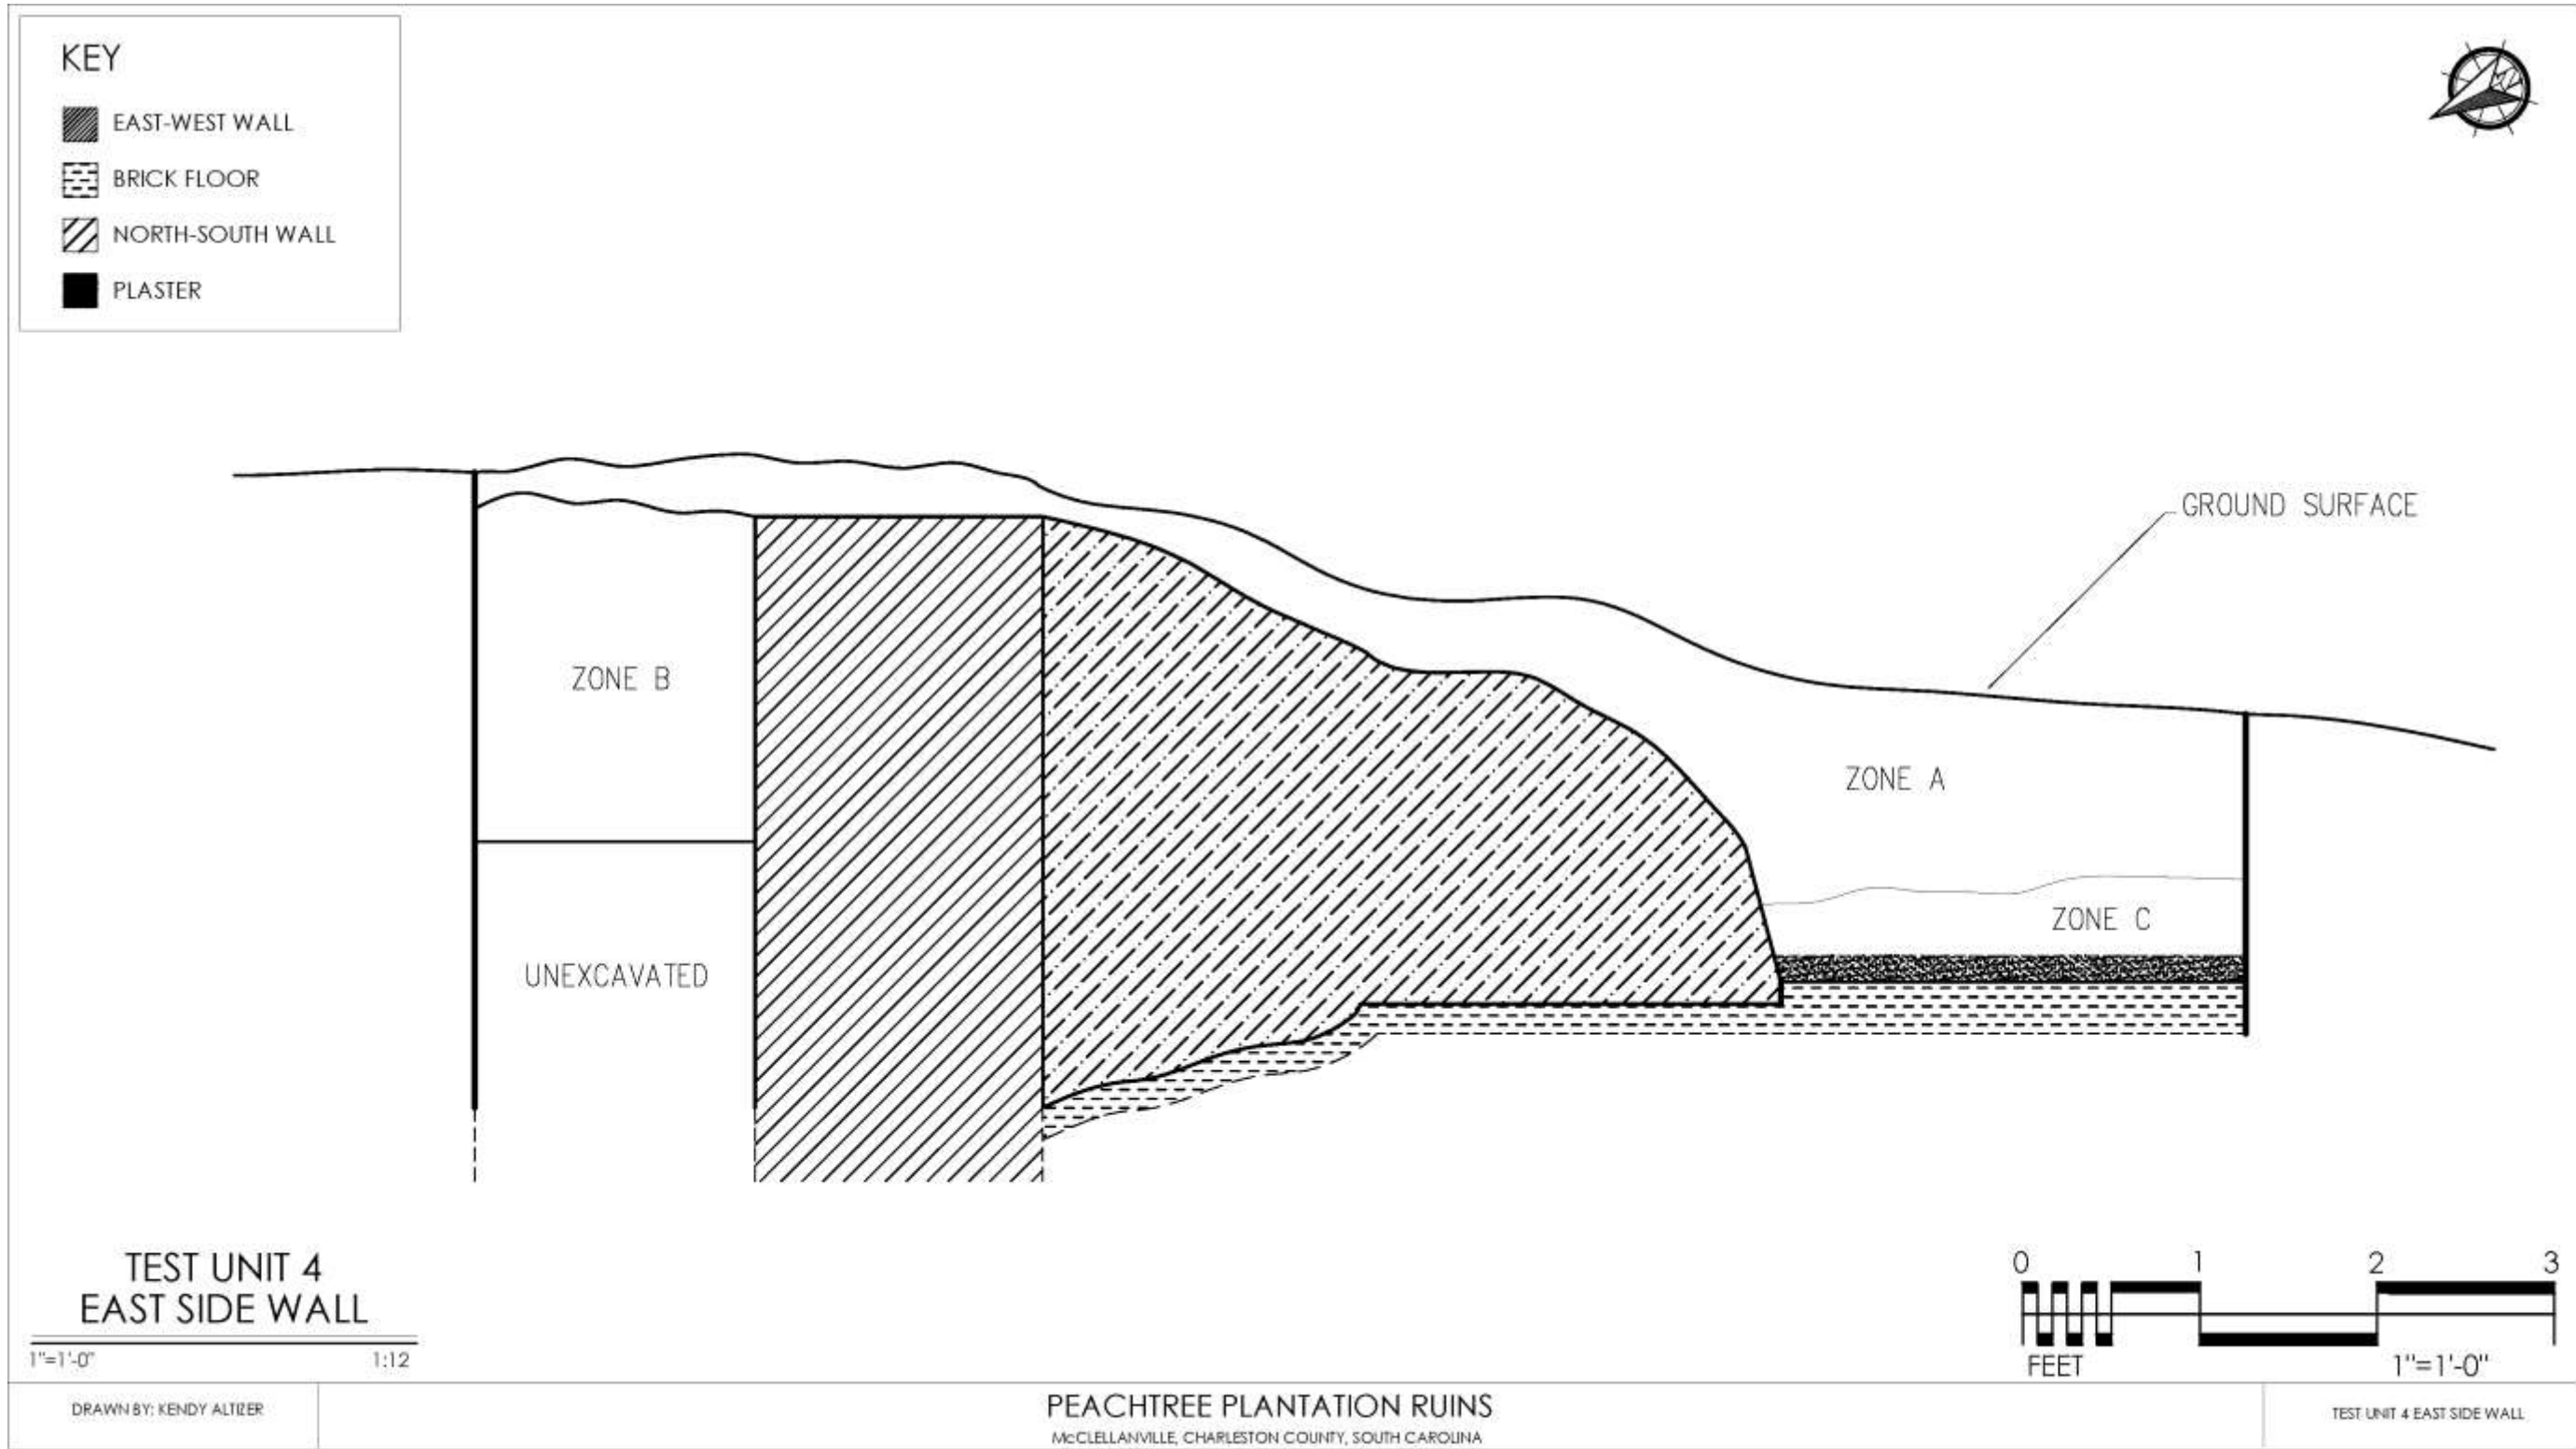 KEY
EAST-WEST WALL
BRICK FLOOR
NORTH-SOUTH WALL
PLASTER
GROUND SURFACE
ZONE B
ZONE A
ZONE C
UNEXCAVATED
TEST UNIT 4
EAST SIDE WALL
1"=1'-0" 1:12
0 1 2 3
FEET 1"=1'-0"
DRAWN BY: KENDY ALTIZER
PEACHTREE PLANTATION RUINS
McCLELLANVILLE, CHARLESTON COUNTY, SOUTH CAROLINA
TEST UNIT 4 EAST SIDE WALL